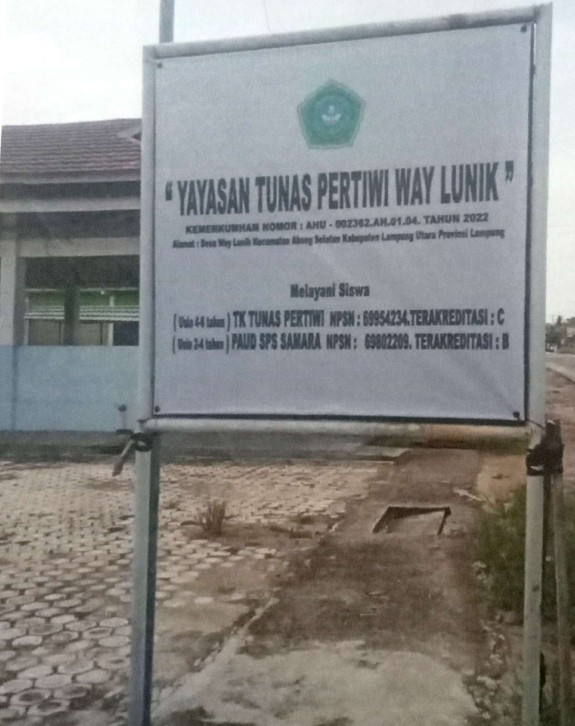 " YAYASAN TUNAS PERTIWI WAY LUNIK "
KEMERKUMHAM NOMOR : AHU - 002362.AH.01.04. TAHUN 2022
Alamat : Desa Way Lunik Kecamatan Abung Selatan Kabupaten Lampung Utara Provinsi Lampung
Melayani Siswa
( Usia 4-6 tahun ) TK TUNAS PERTIWI NPSN : 69954234.TERAKREDITASI : C
( Usia 2-4 tahun ) PAUD SPS SAMARA NPSN : 69802209. TERAKREDITASI : B